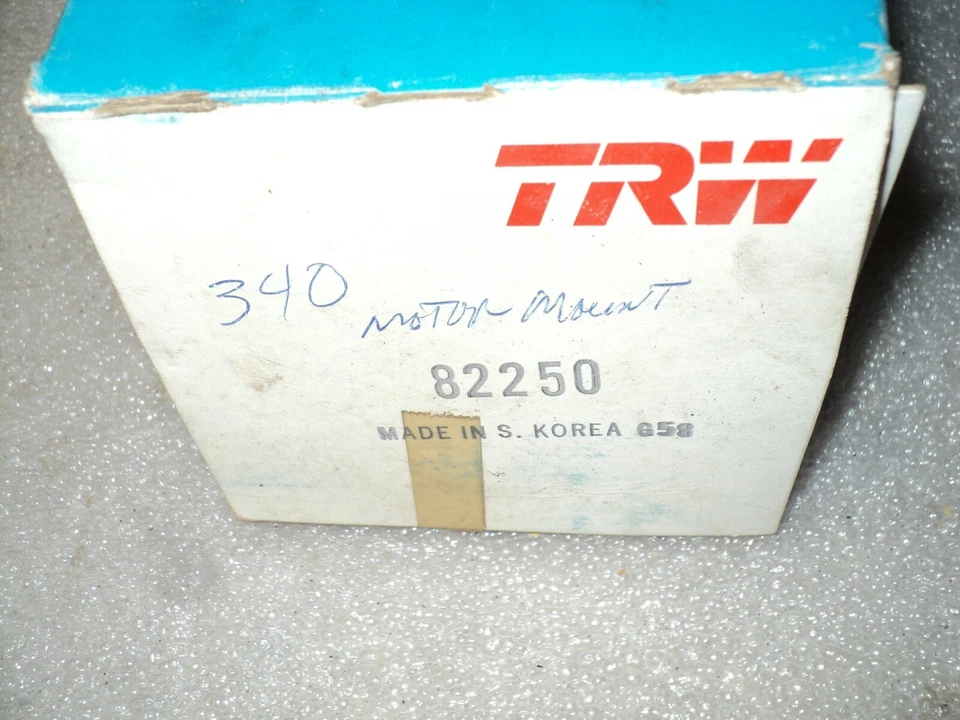 TRW
340 MOTOR MOUNT
82250
MADE IN S. KOREA G58